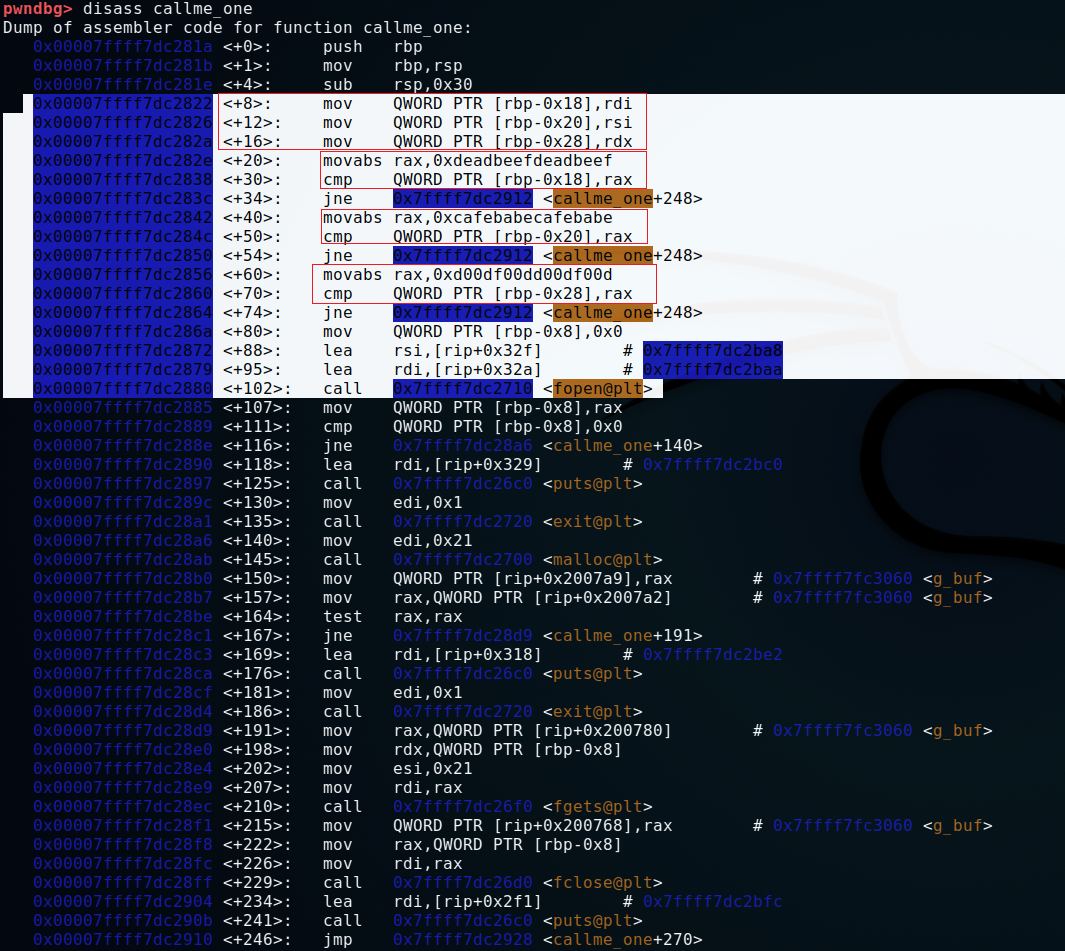 pwndbg> disass callme_one
Dump of assembler code for function callme_one:
0x00007ffff7dc281a <+0>: push rbp
0x00007ffff7dc281b <+1>: mov rbp,rsp
0x00007ffff7dc281e <+4>: sub rsp,0x30
0x00007ffff7dc2822 <+8>: mov QWORD PTR [rbp-0x18],rdi
0x00007ffff7dc2826 <+12>: mov QWORD PTR [rbp-0x20],rsi
0x00007ffff7dc282a <+16>: mov QWORD PTR [rbp-0x28],rdx
0x00007ffff7dc282e <+20>: movabs rax,0xdeadbeefdeadbeef
0x00007ffff7dc2838 <+30>: cmp QWORD PTR [rbp-0x18],rax
0x00007ffff7dc283c <+34>: jne 0x7ffff7dc2912 <callme_one+248>
0x00007ffff7dc2842 <+40>: movabs rax,0xcafebabecafebabe
0x00007ffff7dc284c <+50>: cmp QWORD PTR [rbp-0x20],rax
0x00007ffff7dc2850 <+54>: jne 0x7ffff7dc2912 <callme_one+248>
0x00007ffff7dc2856 <+60>: movabs rax,0xd00df00dd00df00d
0x00007ffff7dc2860 <+70>: cmp QWORD PTR [rbp-0x28],rax
0x00007ffff7dc2864 <+74>: jne 0x7ffff7dc2912 <callme_one+248>
0x00007ffff7dc286a <+80>: mov QWORD PTR [rbp-0x8],0x0
0x00007ffff7dc2872 <+88>: lea rsi,[rip+0x32f] # 0x7ffff7dc2ba8
0x00007ffff7dc2879 <+95>: lea rdi,[rip+0x32a] # 0x7ffff7dc2baa
0x00007ffff7dc2880 <+102>: call 0x7ffff7dc2710 <fopen@plt>
0x00007ffff7dc2885 <+107>: mov QWORD PTR [rbp-0x8],rax
0x00007ffff7dc2889 <+111>: cmp QWORD PTR [rbp-0x8],0x0
0x00007ffff7dc288e <+116>: jne 0x7ffff7dc28a6 <callme_one+140>
0x00007ffff7dc2890 <+118>: lea rdi,[rip+0x329] # 0x7ffff7dc2bc0
0x00007ffff7dc2897 <+125>: call 0x7ffff7dc26c0 <puts@plt>
0x00007ffff7dc289c <+130>: mov edi,0x1
0x00007ffff7dc28a1 <+135>: call 0x7ffff7dc2720 <exit@plt>
0x00007ffff7dc28a6 <+140>: mov edi,0x21
0x00007ffff7dc28ab <+145>: call 0x7ffff7dc2700 <malloc@plt>
0x00007ffff7dc28b0 <+150>: mov QWORD PTR [rip+0x2007a9],rax # 0x7ffff7fc3060 <g_buf>
0x00007ffff7dc28b7 <+157>: mov rax,QWORD PTR [rip+0x2007a2] # 0x7ffff7fc3060 <g_buf>
0x00007ffff7dc28be <+164>: test rax,rax
0x00007ffff7dc28c1 <+167>: jne 0x7ffff7dc28d9 <callme_one+191>
0x00007ffff7dc28c3 <+169>: lea rdi,[rip+0x318] # 0x7ffff7dc2be2
0x00007ffff7dc28ca <+176>: call 0x7ffff7dc26c0 <puts@plt>
0x00007ffff7dc28cf <+181>: mov edi,0x1
0x00007ffff7dc28d4 <+186>: call 0x7ffff7dc2720 <exit@plt>
0x00007ffff7dc28d9 <+191>: mov rax,QWORD PTR [rip+0x200780] # 0x7ffff7fc3060 <g_buf>
0x00007ffff7dc28e0 <+198>: mov rdx,QWORD PTR [rbp-0x8]
0x00007ffff7dc28e4 <+202>: mov esi,0x21
0x00007ffff7dc28e9 <+207>: mov rdi,rax
0x00007ffff7dc28ec <+210>: call 0x7ffff7dc26f0 <fgets@plt>
0x00007ffff7dc28f1 <+215>: mov QWORD PTR [rip+0x200768],rax # 0x7ffff7fc3060 <g_buf>
0x00007ffff7dc28f8 <+222>: mov rax,QWORD PTR [rbp-0x8]
0x00007ffff7dc28fc <+226>: mov rdi,rax
0x00007ffff7dc28ff <+229>: call 0x7ffff7dc26d0 <fclose@plt>
0x00007ffff7dc2904 <+234>: lea rdi,[rip+0x2f1] # 0x7ffff7dc2bfc
0x00007ffff7dc290b <+241>: call 0x7ffff7dc26c0 <puts@plt>
0x00007ffff7dc2910 <+246>: jmp 0x7ffff7dc2928 <callme_one+270>